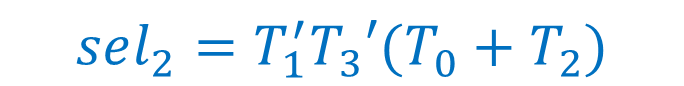 sel₂ = T₁′T₃′(T₀ + T₂)